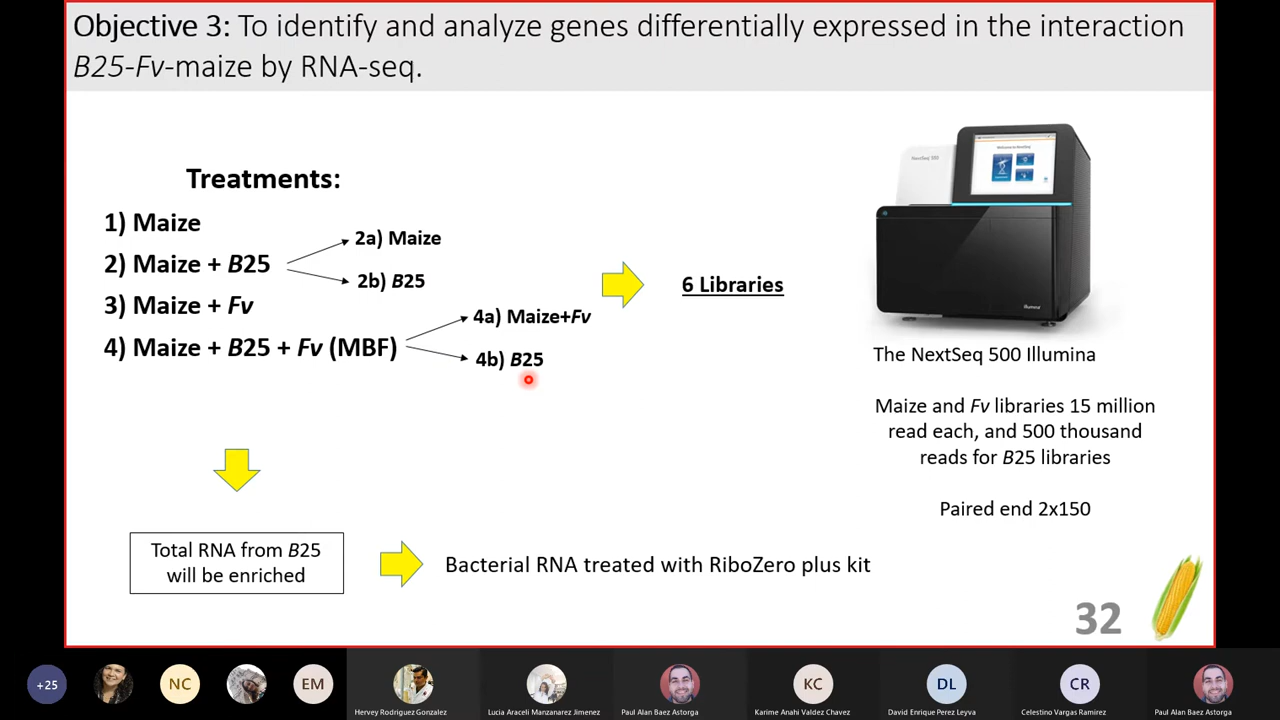 Objective 3: To identify and analyze genes differentially expressed in the interaction
B25-Fv-maize by RNA-seq.
Treatments:
1) Maize
2) Maize + B25
2a) Maize
2b) B25
3) Maize + Fv
4) Maize + B25 + Fv (MBF)
4a) Maize+Fv
4b) B25
6 Libraries
NextSeq 500
illumina
The NextSeq 500 Illumina
Maize and Fv libraries 15 million
read each, and 500 thousand
reads for B25 libraries
Paired end 2x150
Total RNA from B25
will be enriched
Bacterial RNA treated with RiboZero plus kit
32
+25
NC
EM
Hervey Rodriguez Gonzalez
Lucia Araceli Manzanarez Jimenez
Paul Alan Baez Astorga
KC
Karime Anahi Valdez Chavez
DL
David Enrique Perez Leyva
CR
Celestino Vargas Ramirez
Paul Alan Baez Astorga